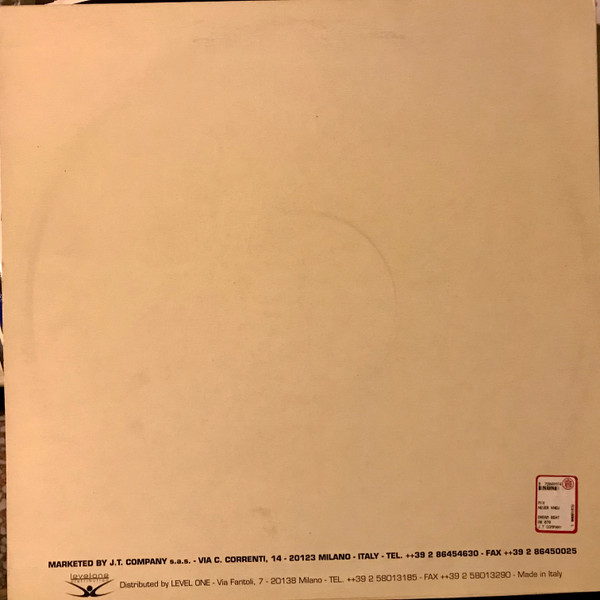 MARKETED BY J.T. COMPANY s.a.s. - VIA C. CORRENTI, 14 - 20123 MILANO - ITALY - TEL. ++39 2 86454630 - FAX ++39 2 86450025
levelone
Distributed by LEVEL ONE - Via Fantoli, 7 - 20138 Milano - TEL. ++39 2 58013185 - FAX ++39 2 58013290 - Made in Italy